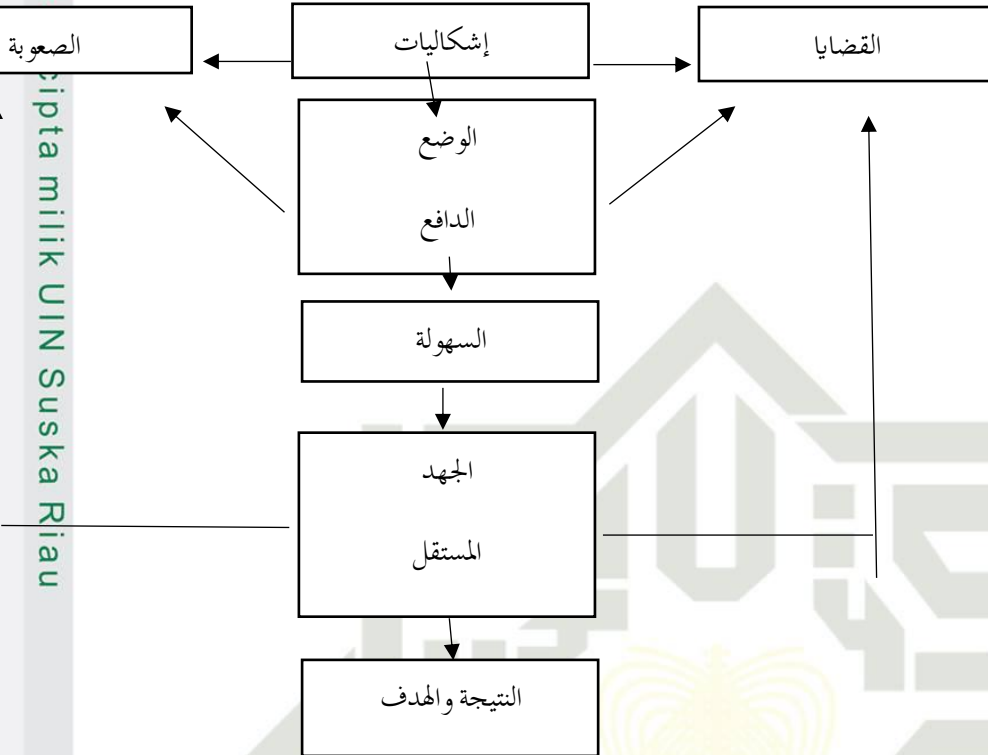 القضايا
إشكاليات
الصعوبة
الوضع
الدافع
السهولة
الجهد
المستقل
النتيجة والهدف
cipta milik UIN Suska Riau